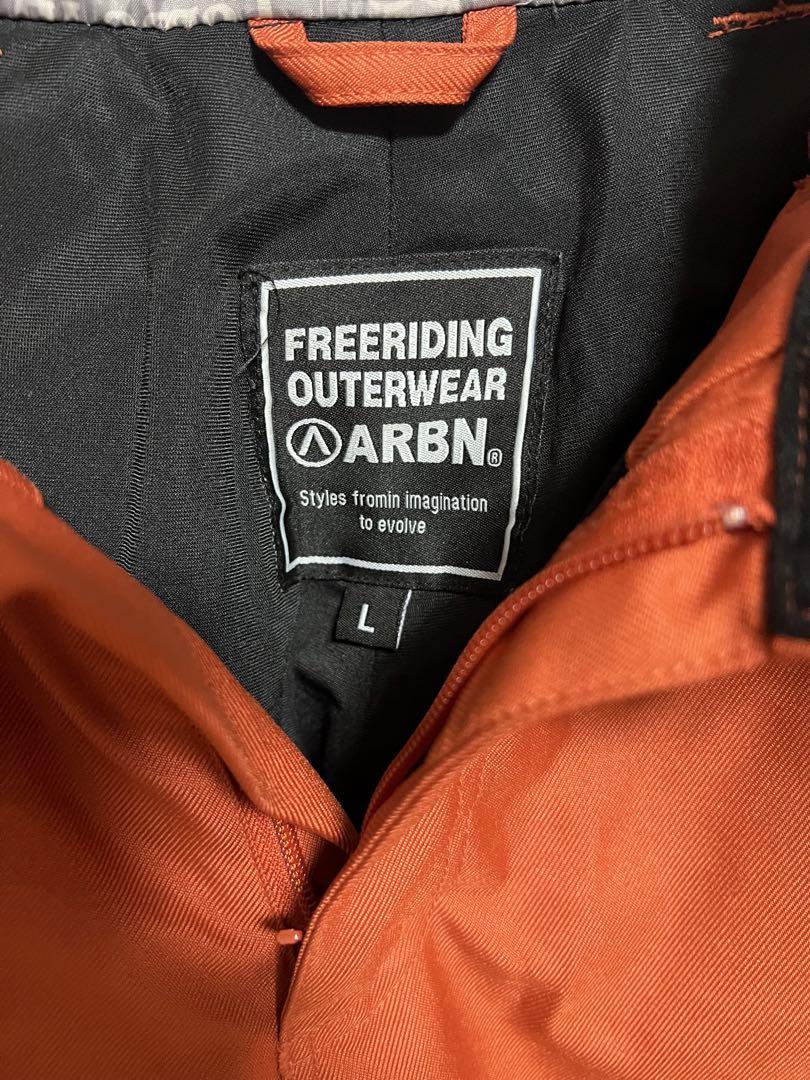 FREERIDING
OUTERWEAR
ARBN®
Styles fromin imagination
to evolve
L